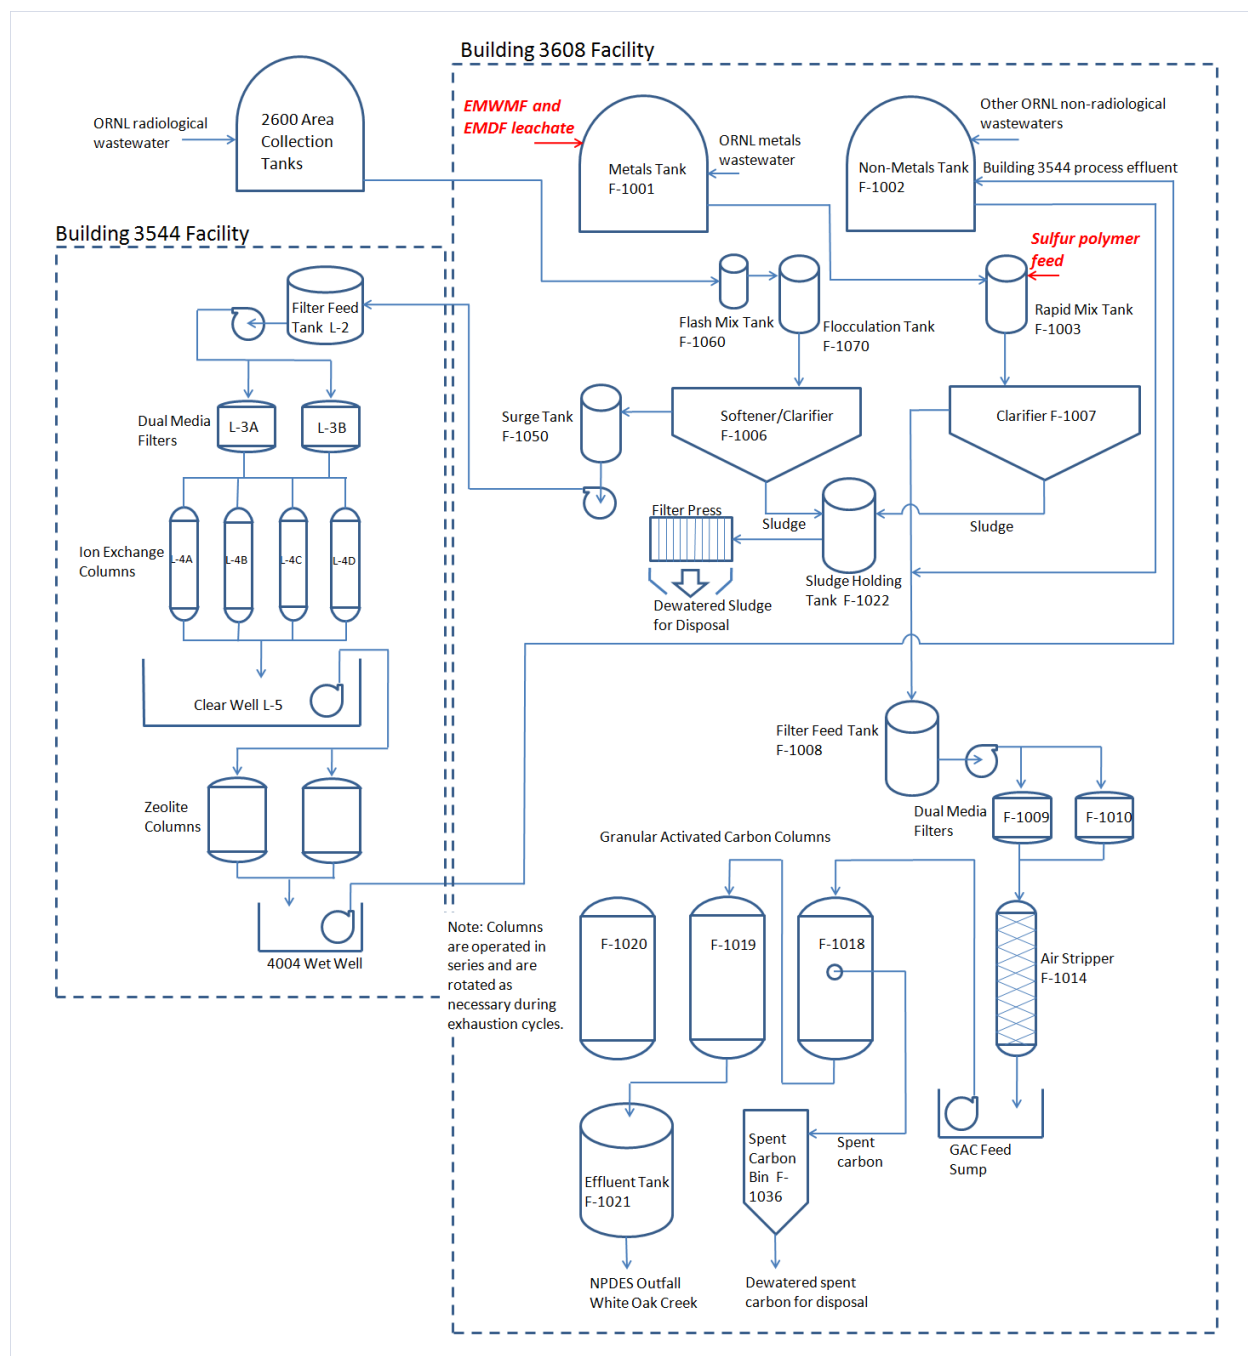 Building 3608 Facility
ORNL radiological
wastewater
2600 Area
Collection
Tanks
EMWMF and
EMDF leachate
Metals Tank
F-1001
ORNL metals
wastewater
Non-Metals Tank
F-1002
Other ORNL non-radiological
wastewaters
Building 3544 process effluent
Building 3544 Facility
Sulfur polymer
feed
Filter Feed
Tank L-2
Flash Mix Tank
F-1060
Flocculation Tank
F-1070
Rapid Mix Tank
F-1003
Dual Media
Filters
L-3A
L-3B
Surge Tank
F-1050
Softener/Clarifier
F-1006
Clarifier F-1007
Filter Press
Sludge
Sludge
Ion Exchange
Columns
L-4A
L-4B
L-4C
L-4D
Sludge Holding
Tank F-1022
Dewatered Sludge
for Disposal
Clear Well L-5
Filter Feed Tank
F-1008
Zeolite
Columns
Dual Media
Filters
F-1009
F-1010
Granular Activated Carbon Columns
4004 Wet Well
Note: Columns
are operated in
series and are
rotated as
necessary during
exhaustion cycles.
F-1020
F-1019
F-1018
Air Stripper
F-1014
Effluent Tank
F-1021
Spent
Carbon
Bin F-
1036
Spent
carbon
GAC Feed
Sump
NPDES Outfall
White Oak Creek
Dewatered spent
carbon for disposal